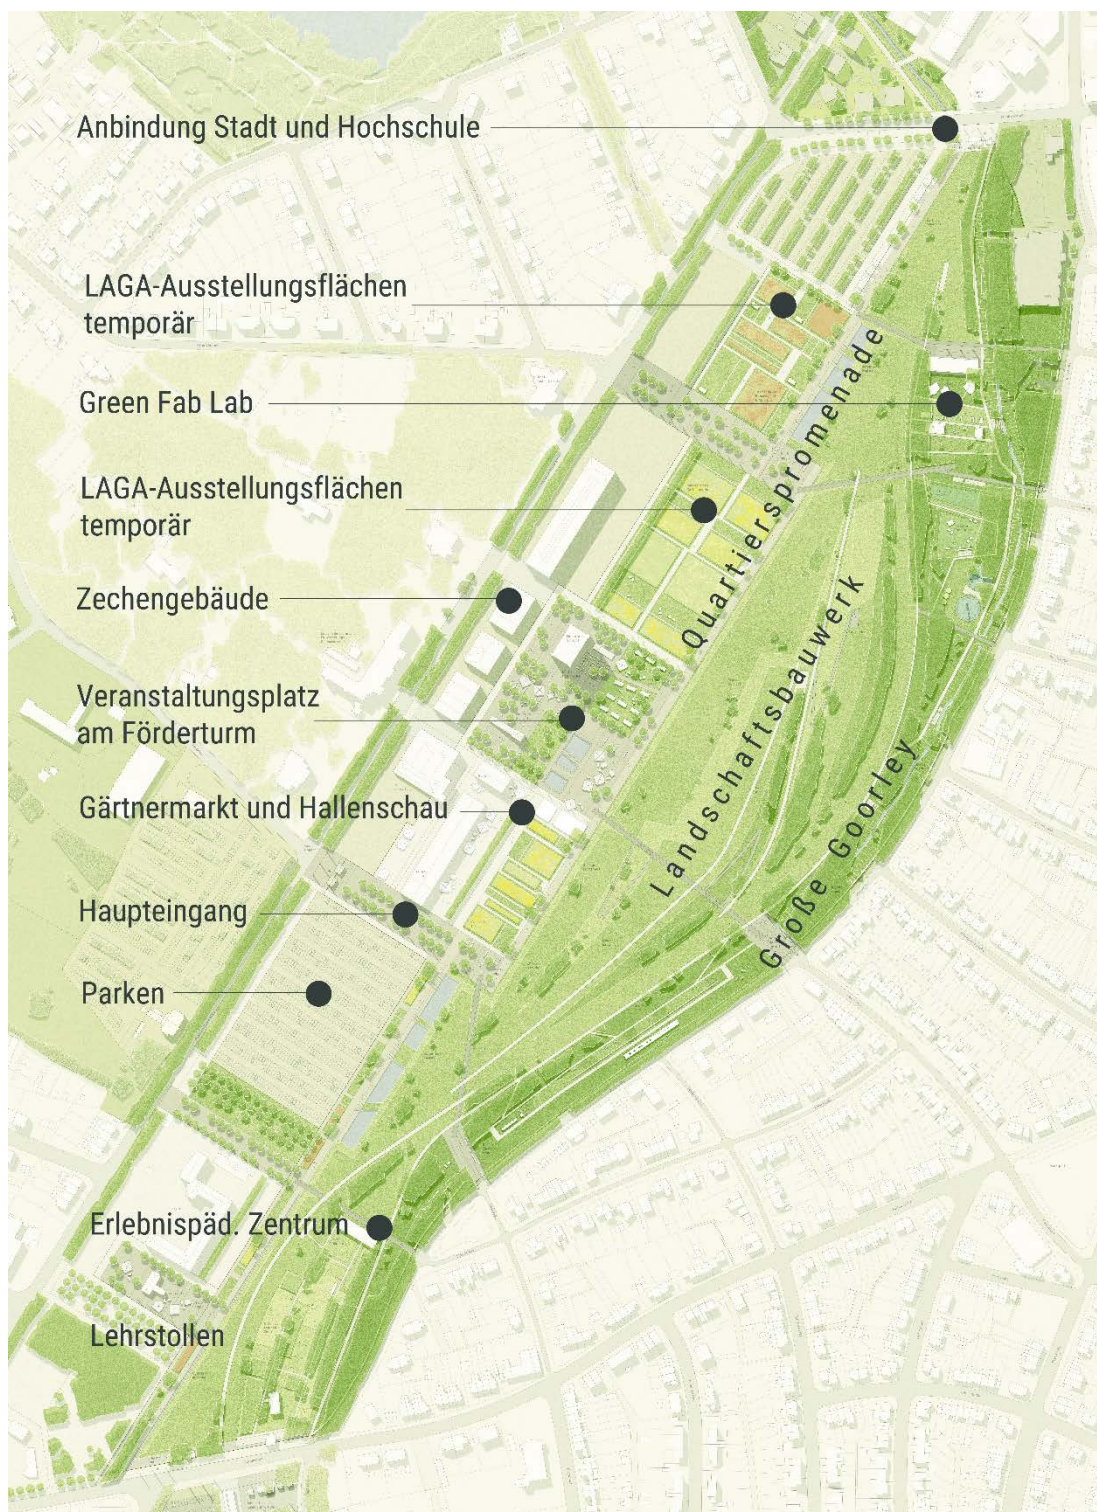 Anbindung Stadt und Hochschule
LAGA-Ausstellungsflächen
temporär
Green Fab Lab
LAGA-Ausstellungsflächen
temporär
Zechengebäude
Veranstaltungsplatz
am Förderturm
Gärtnermarkt und Hallenschau
Haupteingang
Parken
Erlebnispäd. Zentrum
Lehrstollen
Quartierspromenade
Landschaftsbauwerk
Große Goorley